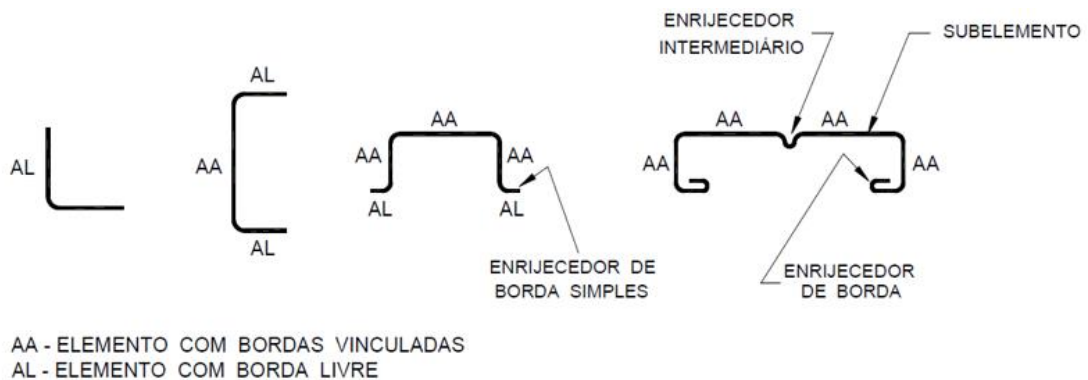 ENRIJECEDOR
INTERMEDIÁRIO
SUBELEMENTO
AL
AL
AA
AL
AA
AA
AA
AL
AL
AA
AA
AA
AA
ENRIJECEDOR DE
BORDA SIMPLES
ENRIJECEDOR
DE BORDA
AA - ELEMENTO COM BORDAS VINCULADAS
AL - ELEMENTO COM BORDA LIVRE